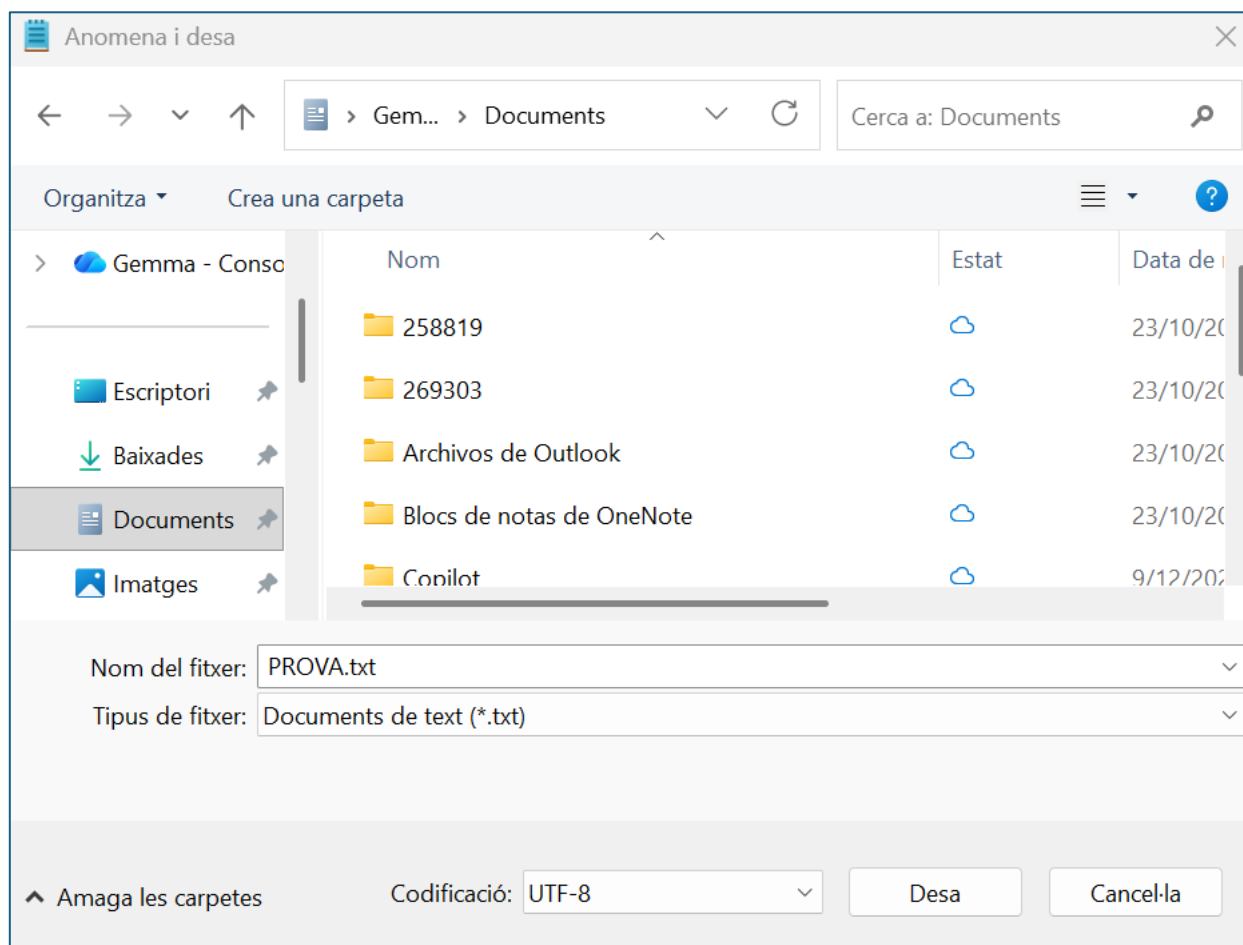 Anomena i desa
Gem... Documents
Cerca a: Documents
Organitza Crea una carpeta
Gemma - Conso
Nom Estat Data de
258819 23/10/20
Escriptori
269303 23/10/20
Baixades
Archivos de Outlook 23/10/20
Documents
Blocs de notas de OneNote 23/10/20
Imatges
Copilot 9/12/202
Nom del fitxer: PROVA.txt
Tipus de fitxer: Documents de text (*.txt)
Amaga les carpetes Codificació: UTF-8 Desa Cancel·la